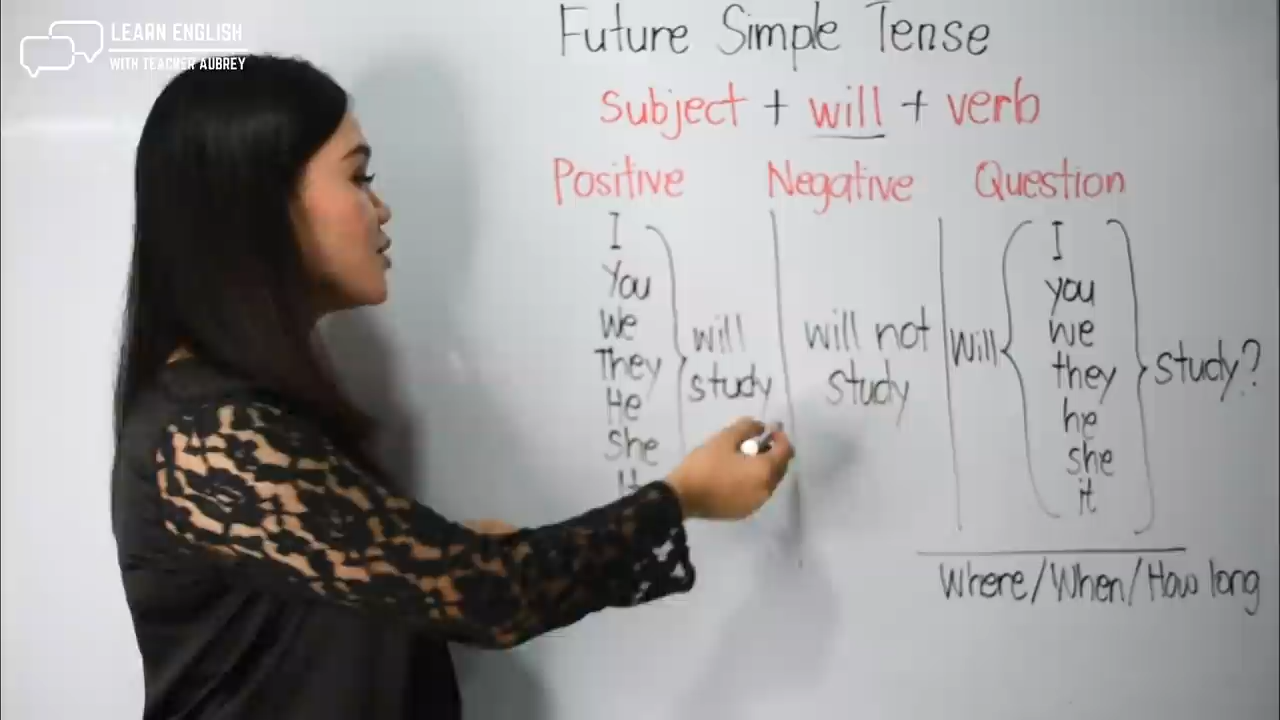 LEARN ENGLISH
WITH TEACHER AUBREY
Future Simple Tense
Subject + will + verb
Positive Negative Question
I
You
We
They
He
She
It
will
study
will not
study
Will
I
you
we
they
he
she
it
study?
Where/When/How long